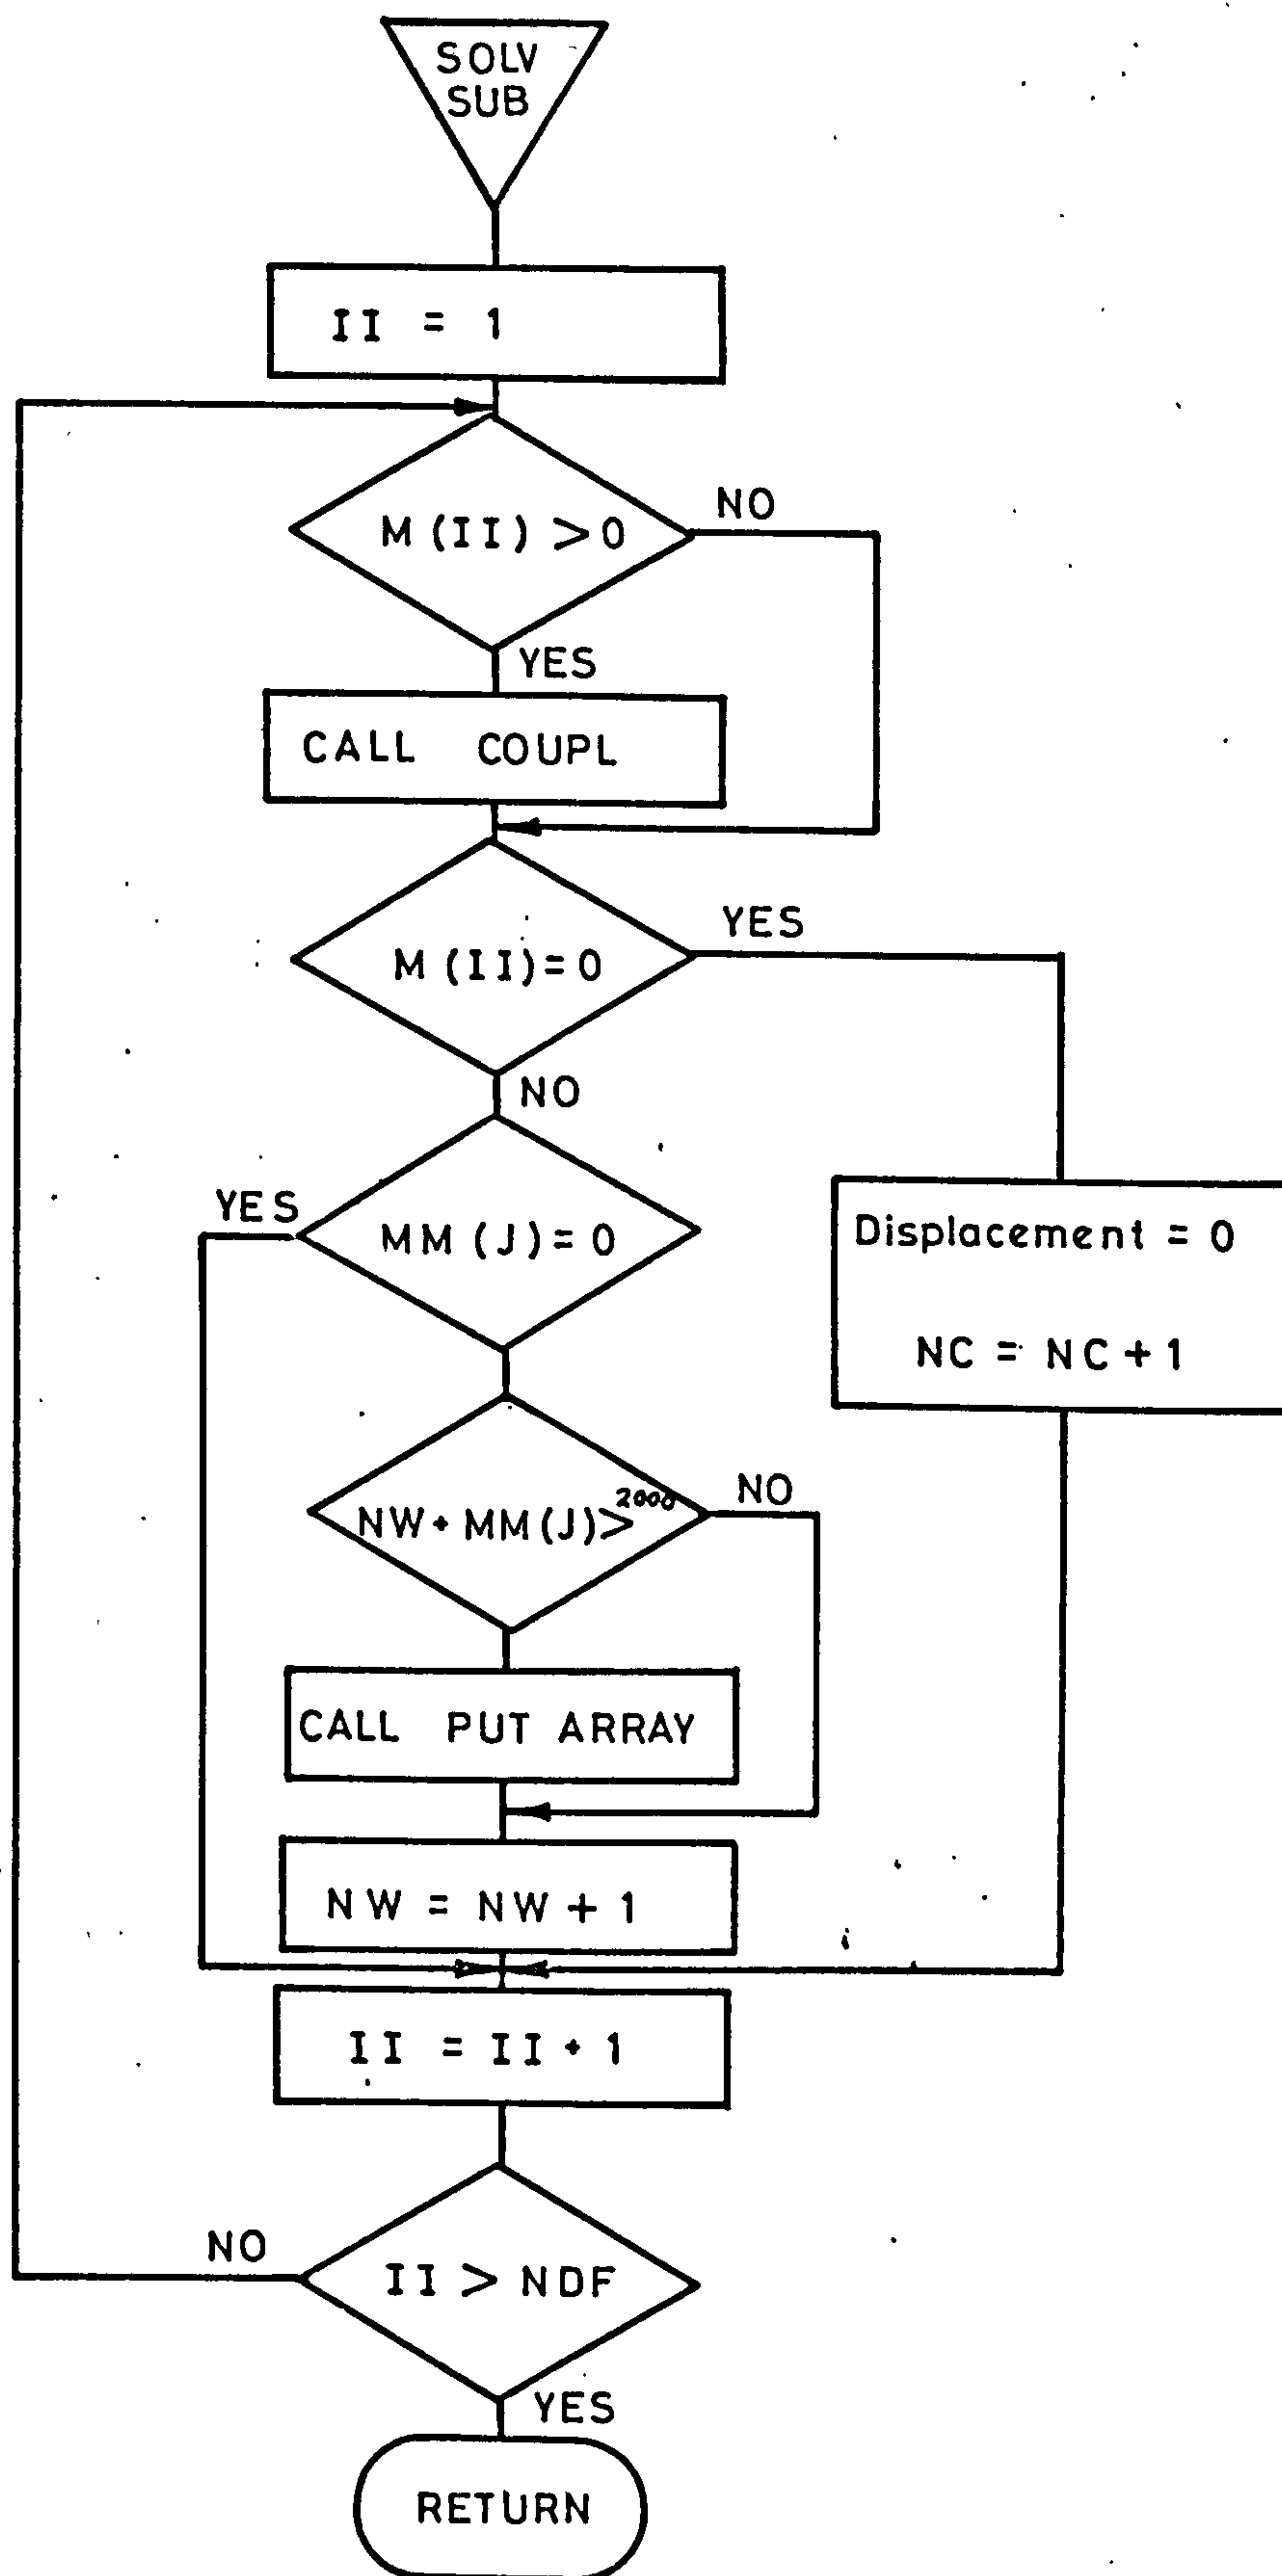 SOLV
SUB
II = 1
M (II) > 0
NO
YES
CALL COUPL
M (II) = 0
YES
NO
YES
MM (J) = 0
Displacement = 0
NC = NC + 1
NW + MM (J) > 2000
NO
CALL PUT ARRAY
NW = NW + 1
II = II + 1
NO
II > NDF
YES
RETURN